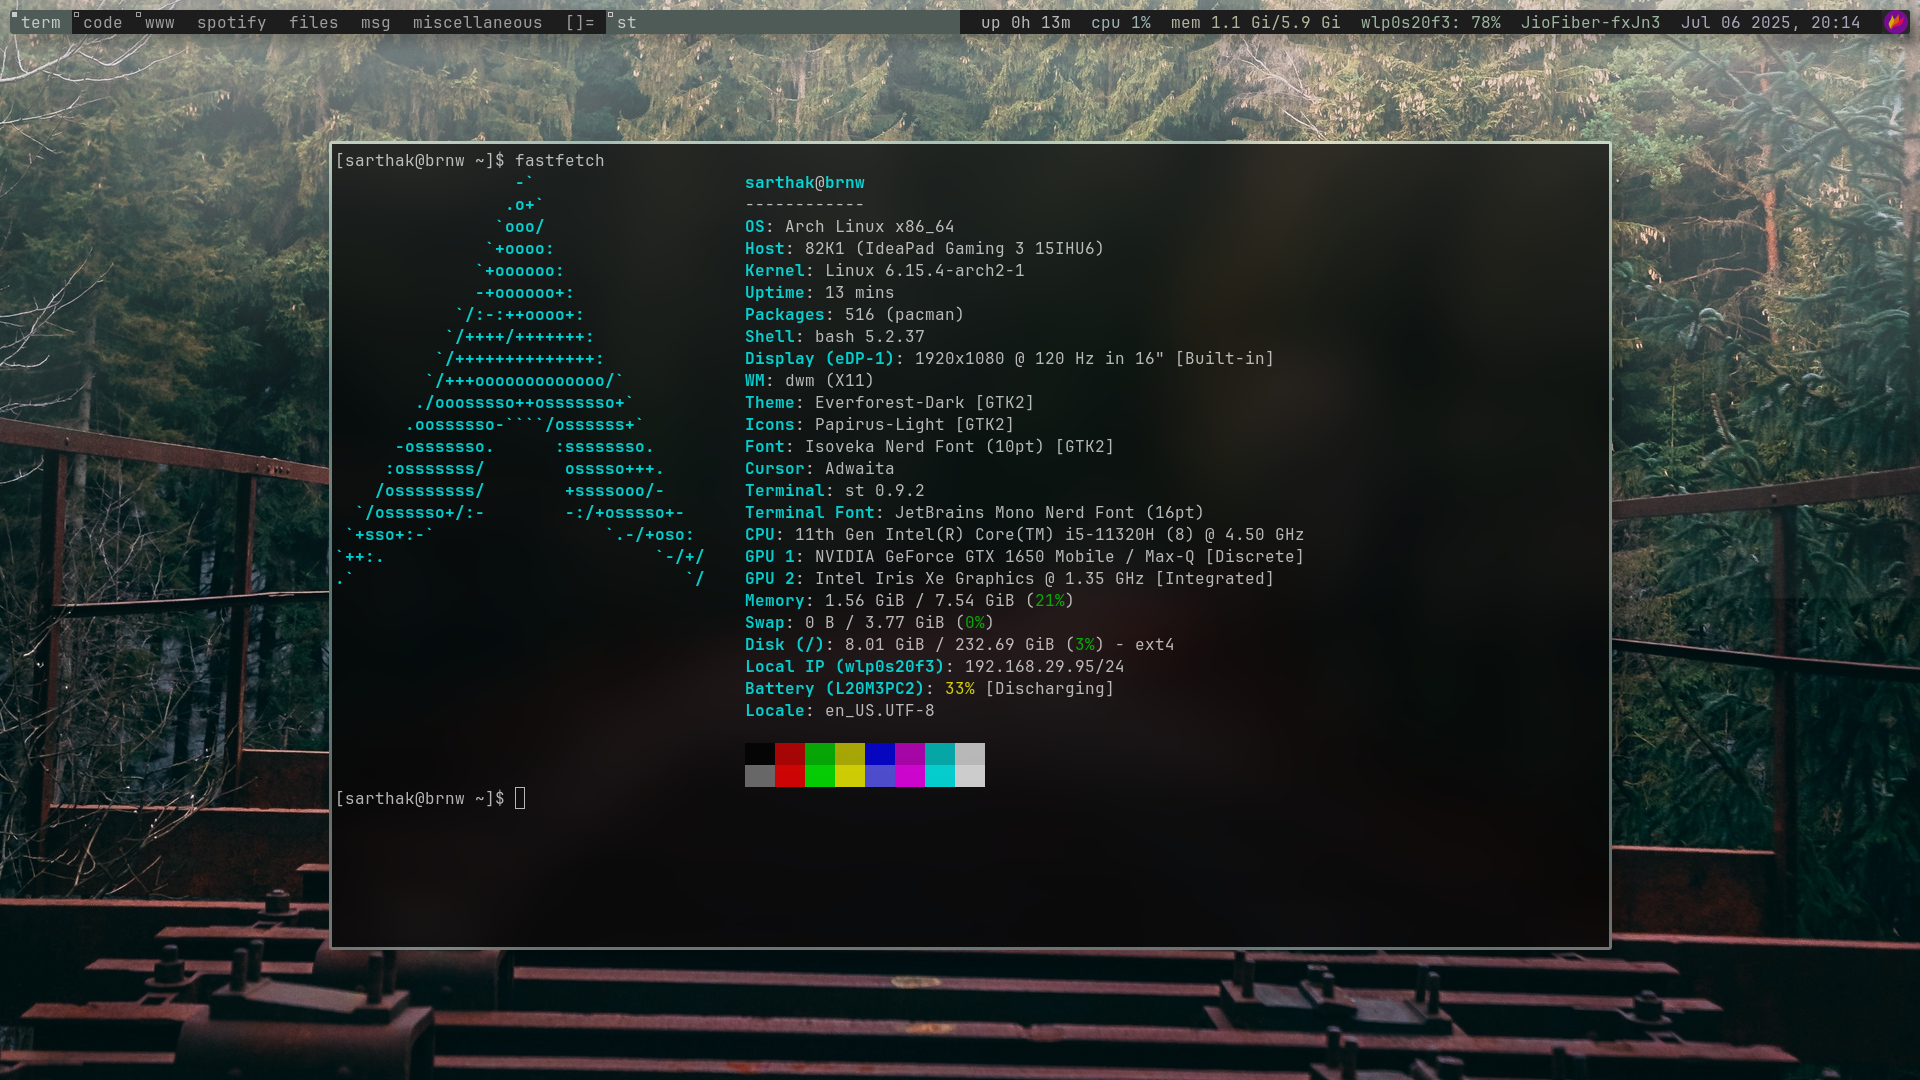 term code www spotify files msg miscellaneous []= st up 0h 13m cpu 1% mem 1.1 Gi/5.9 Gi wlp0s20f3: 78% JioFiber-fxJn3 Jul 06 2025, 20:14
[sarthak@brnw ~]$ fastfetch
-` sarthak@brnw
.o+` ------------
`ooo/ OS: Arch Linux x86_64
`+oooo: Host: 82K1 (IdeaPad Gaming 3 15IHU6)
`+oooooo: Kernel: Linux 6.15.4-arch2-1
-+oooooo+: Uptime: 13 mins
`/:-:++oooo+: Packages: 516 (pacman)
`/++++/+++++++: Shell: bash 5.2.37
`/++++++++++++++: Display (eDP-1): 1920x1080 @ 120 Hz in 16" [Built-in]
`/+++ooooooooooooo/` WM: dwm (X11)
./ooosssso++osssssso+` Theme: Everforest-Dark [GTK2]
.oossssso-````/ossssss+` Icons: Papirus-Light [GTK2]
-osssssso. :ssssssso. Font: Isoveka Nerd Font (10pt) [GTK2]
:osssssss/ osssso+++. Cursor: Adwaita
/ossssssss/ +ssssooo/- Terminal: st 0.9.2
`/ossssso+/:- -:/+osssso+- Terminal Font: JetBrains Mono Nerd Font (16pt)
`+sso+:-` `.-/+oso: CPU: 11th Gen Intel(R) Core(TM) i5-11320H (8) @ 4.50 GHz
`++:. `-/+/ GPU 1: NVIDIA GeForce GTX 1650 Mobile / Max-Q [Discrete]
.` `/ GPU 2: Intel Iris Xe Graphics @ 1.35 GHz [Integrated]
Memory: 1.56 GiB / 7.54 GiB (21%)
Swap: 0 B / 3.77 GiB (0%)
Disk (/): 8.01 GiB / 232.69 GiB (3%) - ext4
Local IP (wlp0s20f3): 192.168.29.95/24
Battery (L20M3PC2): 33% [Discharging]
Locale: en_US.UTF-8
[sarthak@brnw ~]$